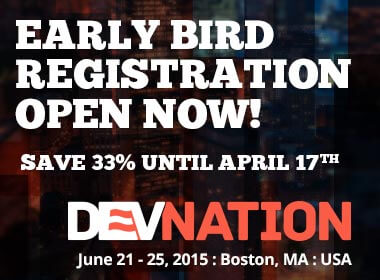 EARLY BIRD
REGISTRATION
OPEN NOW!
SAVE 33% UNTIL APRIL 17TH
DEVNATION
June 21 - 25, 2015 : Boston, MA : USA